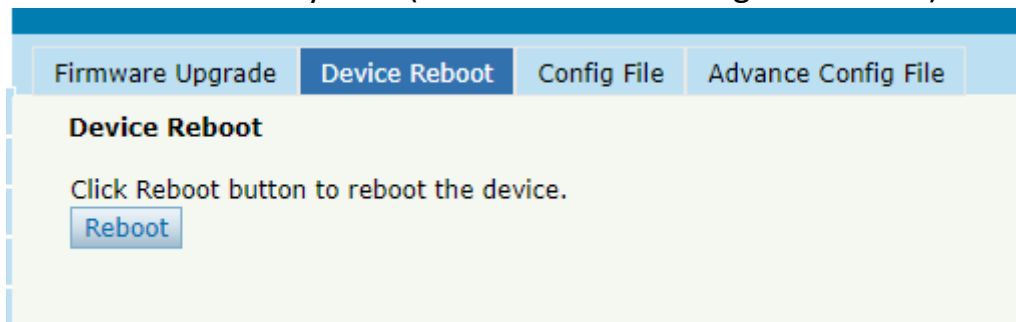 Firmware Upgrade Device Reboot Config File Advance Config File
Device Reboot
Click Reboot button to reboot the device.
Reboot